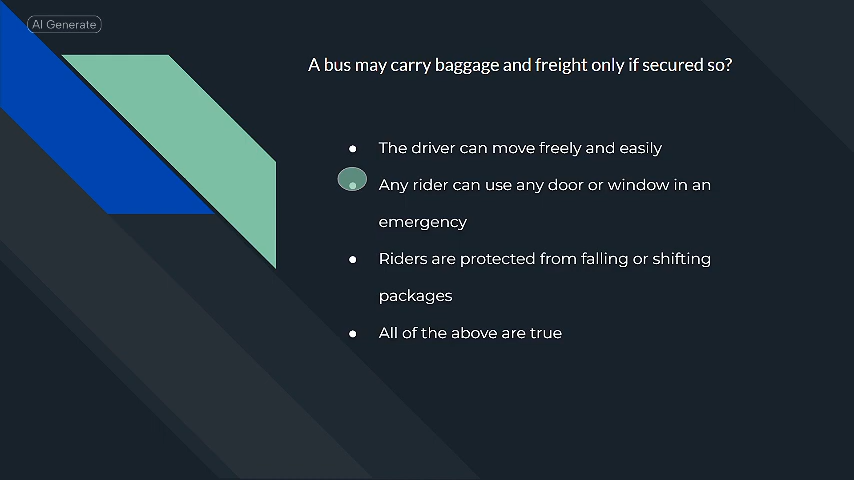 AI Generate
A bus may carry baggage and freight only if secured so?
• The driver can move freely and easily
• Any rider can use any door or window in an
emergency
• Riders are protected from falling or shifting
packages
• All of the above are true